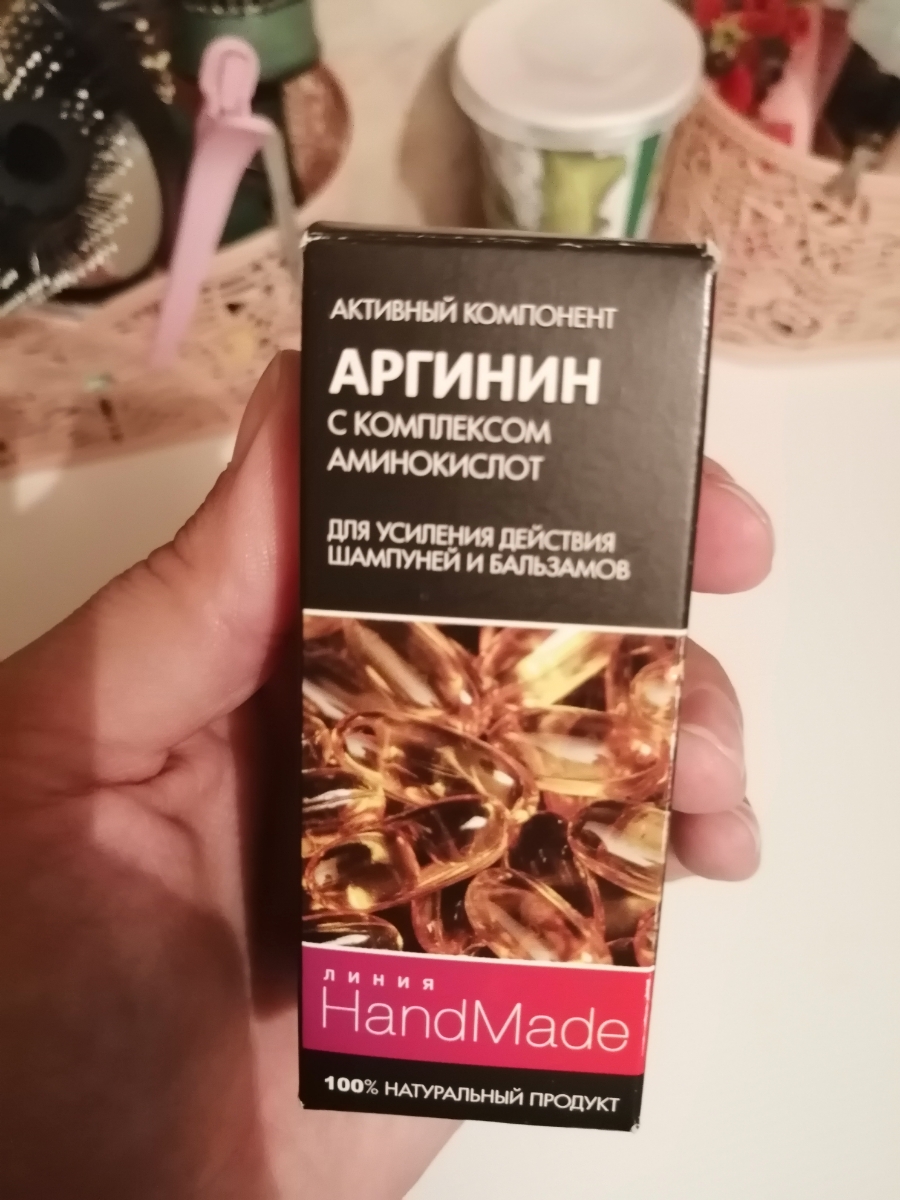 АКТИВНЫЙ КОМПОНЕНТ
АРГИНИН
С КОМПЛЕКСОМ
АМИНОКИСЛОТ
ДЛЯ УСИЛЕНИЯ ДЕЙСТВИЯ
ШАМПУНЕЙ И БАЛЬЗАМОВ
ЛИНИЯ
HandMade
100% НАТУРАЛЬНЫЙ ПРОДУКТ